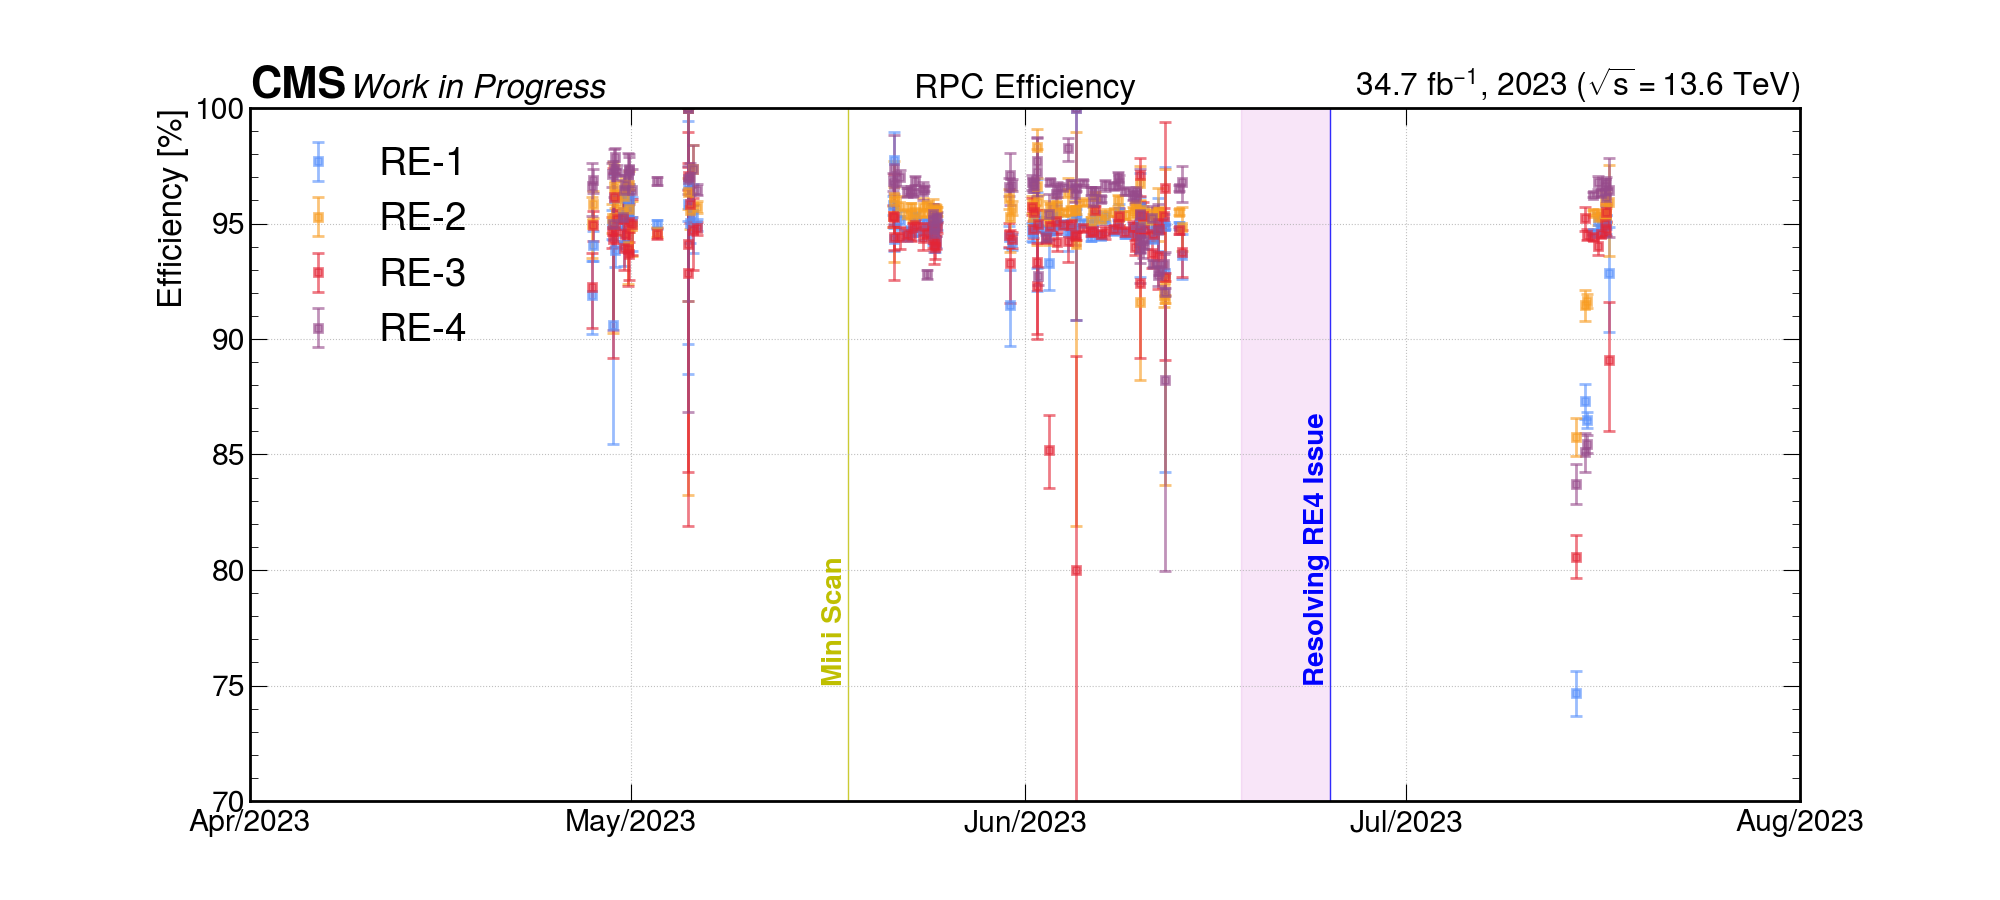 CMS Work in Progress RPC Efficiency 34.7 fb⁻¹, 2023 (√s = 13.6 TeV)
Efficiency [%]
100
95
90
85
80
75
70
RE-1
RE-2
RE-3
RE-4
Mini Scan
Resolving RE4 Issue
Apr/2023 May/2023 Jun/2023 Jul/2023 Aug/2023